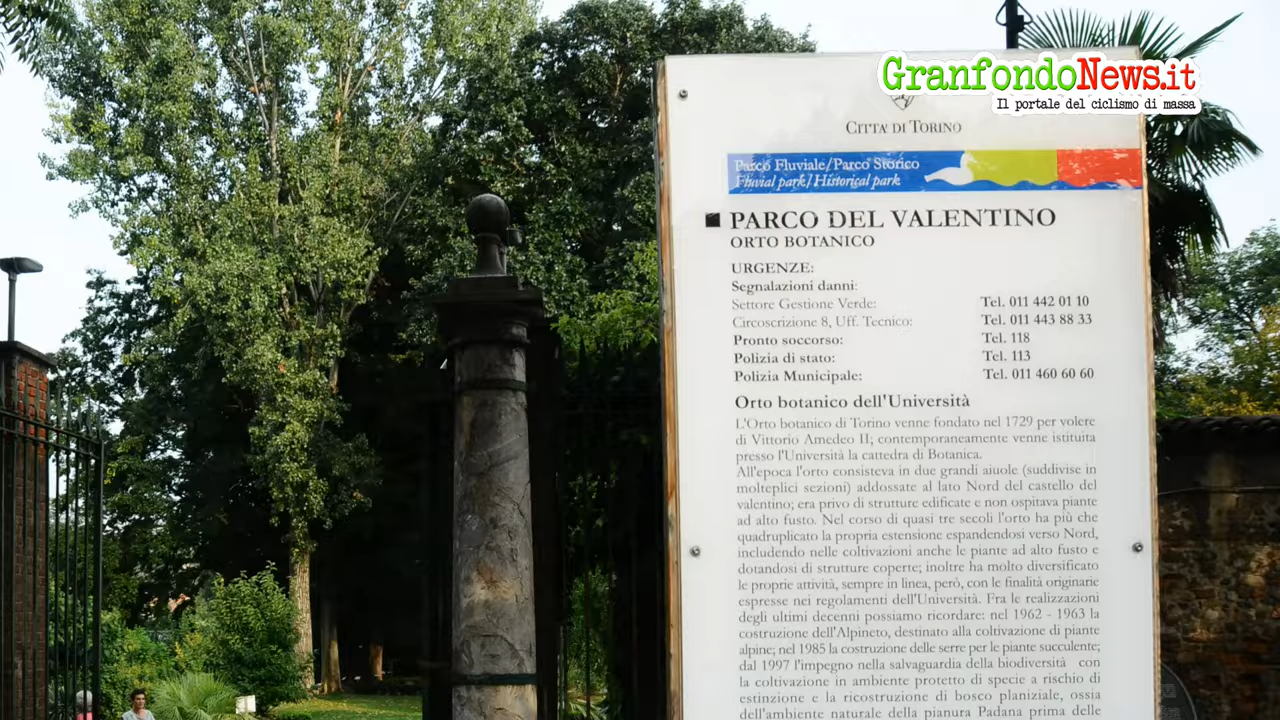 GranfondoNews.it
Il portale del ciclismo di massa
CITTA' DI TORINO
Parco Fluviale/Parco Storico
Fluvial park/Historical park
PARCO DEL VALENTINO
ORTO BOTANICO
URGENZE:
Segnalazioni danni:
Settore Gestione Verde: Tel. 011 442 01 10
Circoscrizione 8, Uff. Tecnico: Tel. 011 443 88 33
Pronto soccorso: Tel. 118
Polizia di stato: Tel. 113
Polizia Municipale: Tel. 011 460 60 60
Orto botanico dell'Università
L'Orto botanico di Torino venne fondato nel 1729 per volere
di Vittorio Amedeo II; contemporaneamente venne istituita
presso l'Università la cattedra di Botanica.
All'epoca l'orto consisteva in due grandi aiuole (suddivise in
molteplici sezioni) addossate al lato Nord del castello del
valentino; era privo di strutture edificate e non ospitava piante
ad alto fusto. Nel corso di quasi tre secoli l'orto ha più che
quadruplicato la propria estensione espandendosi verso Nord,
includendo nelle coltivazioni anche le piante ad alto fusto e
dotandosi di strutture coperte; inoltre ha molto diversificato
le proprie attività, sempre in linea, però, con le finalità originarie
espresse nei regolamenti dell'Università. Fra le realizzazioni
degli ultimi decenni possiamo ricordare: nel 1962 - 1963 la
costruzione dell'Alpineto, destinato alla coltivazione di piante
alpine; nel 1985 la costruzione delle serre per le piante succulente;
dal 1997 l'impegno nella salvaguardia della biodiversità con
la coltivazione in ambiente protetto di specie a rischio di
estinzione e la ricostruzione di bosco planiziale, ossia
dell'ambiente naturale della pianura Padana prima delle